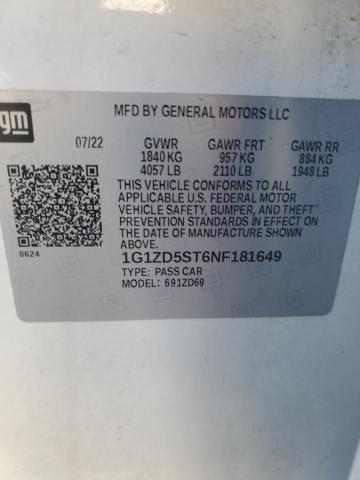 gm
MFD BY GENERAL MOTORS LLC
07/22 GVWR GAWR FRT GAWR RR
1840 KG 957 KG 884 KG
4057 LB 2110 LB 1948 LB
THIS VEHICLE CONFORMS TO ALL
APPLICABLE U.S. FEDERAL MOTOR
VEHICLE SAFETY, BUMPER, AND THEFT
PREVENTION STANDARDS IN EFFECT ON
THE DATE OF MANUFACTURE SHOWN ABOVE.
8624 1G1ZD5ST6NF181649
TYPE: PASS CAR
MODEL: 691ZD69